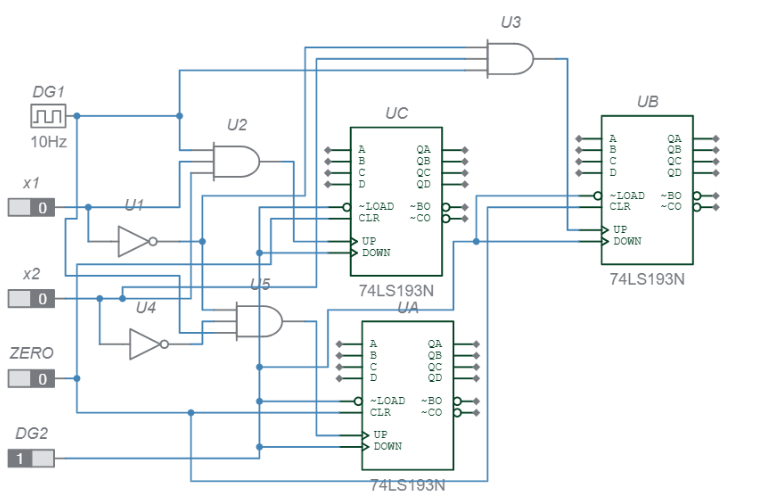 U3
DG1
10Hz
U2
UC
UB
A QA
B QB
C QC
D QD
~LOAD ~BO
CLR ~CO
UP
DOWN
74LS193N
A QA
B QB
C QC
D QD
~LOAD ~BO
CLR ~CO
UP
DOWN
74LS193N
x1
0
U1
x2
0
U4
U5
UA
A QA
B QB
C QC
D QD
~LOAD ~BO
CLR ~CO
UP
DOWN
74LS193N
ZERO
0
DG2
1